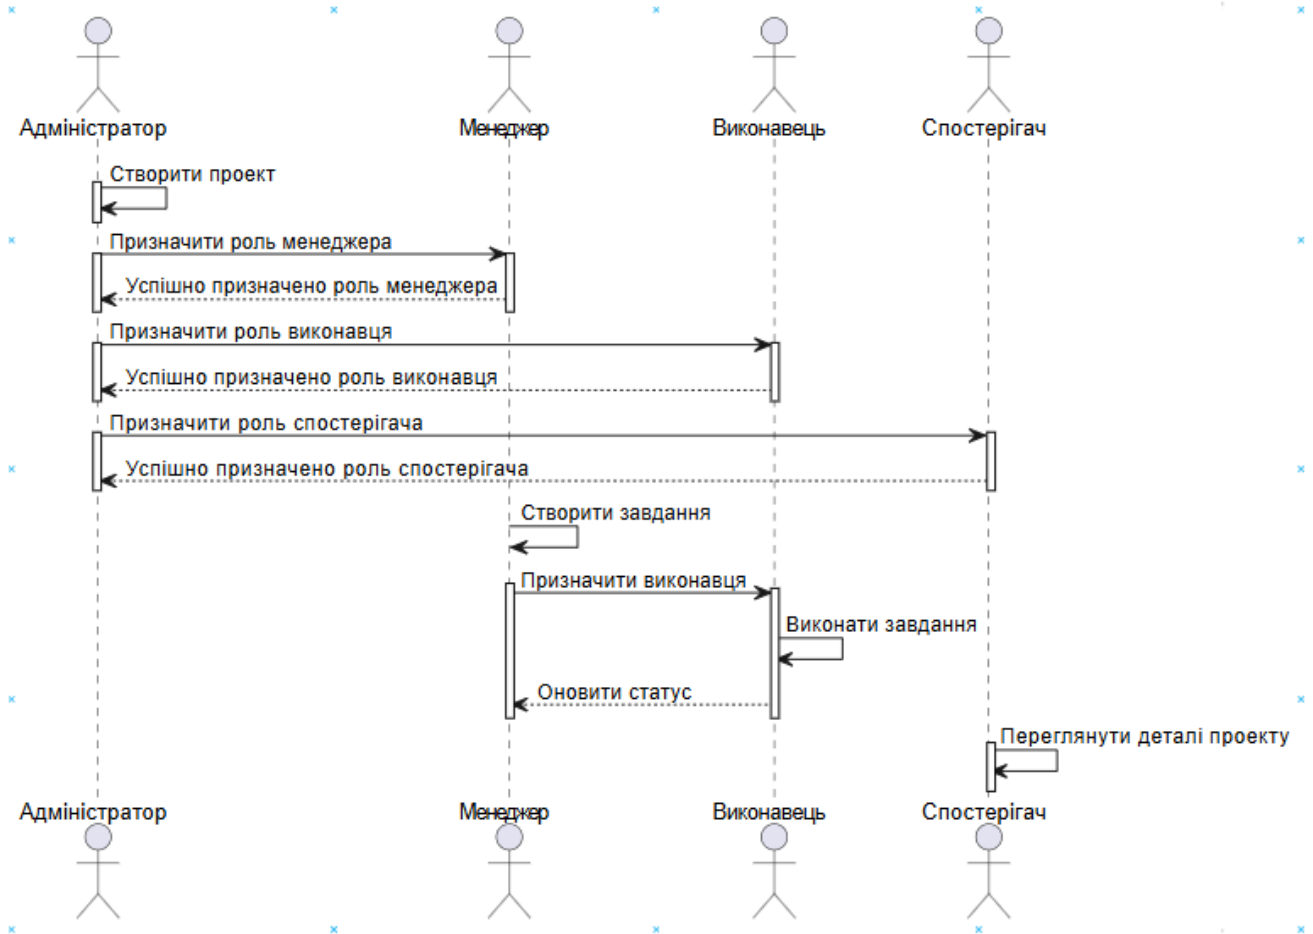 Адміністратор
Менеджер
Виконавець
Спостерігач
Створити проект
Призначити роль менеджера
Успішно призначено роль менеджера
Призначити роль виконавця
Успішно призначено роль виконавця
Призначити роль спостерігача
Успішно призначено роль спостерігача
Створити завдання
Призначити виконавця
Виконати завдання
Оновити статус
Переглянути деталі проекту
Адміністратор
Менеджер
Виконавець
Спостерігач